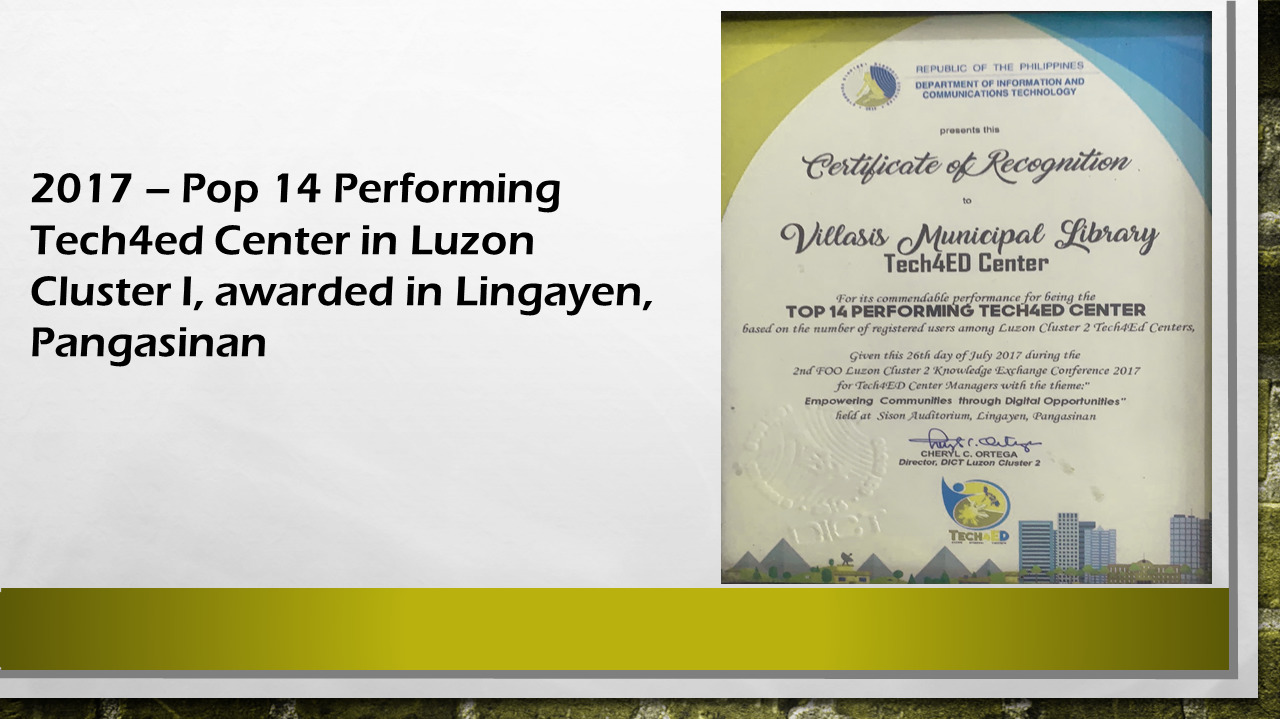 2017 – Pop 14 Performing
Tech4ed Center in Luzon
Cluster I, awarded in Lingayen,
Pangasinan
REPUBLIC OF THE PHILIPPINES
DEPARTMENT OF INFORMATION AND
COMMUNICATIONS TECHNOLOGY
presents this
Certificate of Recognition
to
Villasis Municipal Library
Tech4ED Center
For its commendable performance for being the
TOP 14 PERFORMING TECH4ED CENTER
based on the number of registered users among Luzon Cluster 2 Tech4Ed Centers,
Given this 26th day of July 2017 during the
2nd FOO Luzon Cluster 2 Knowledge Exchange Conference 2017
for Tech4ED Center Managers with the theme:"
Empowering Communities through Digital Opportunities"
held at Sison Auditorium, Lingayen, Pangasinan
CHERYL C. ORTEGA
Director, DICT Luzon Cluster 2
DICT
TECH4ED